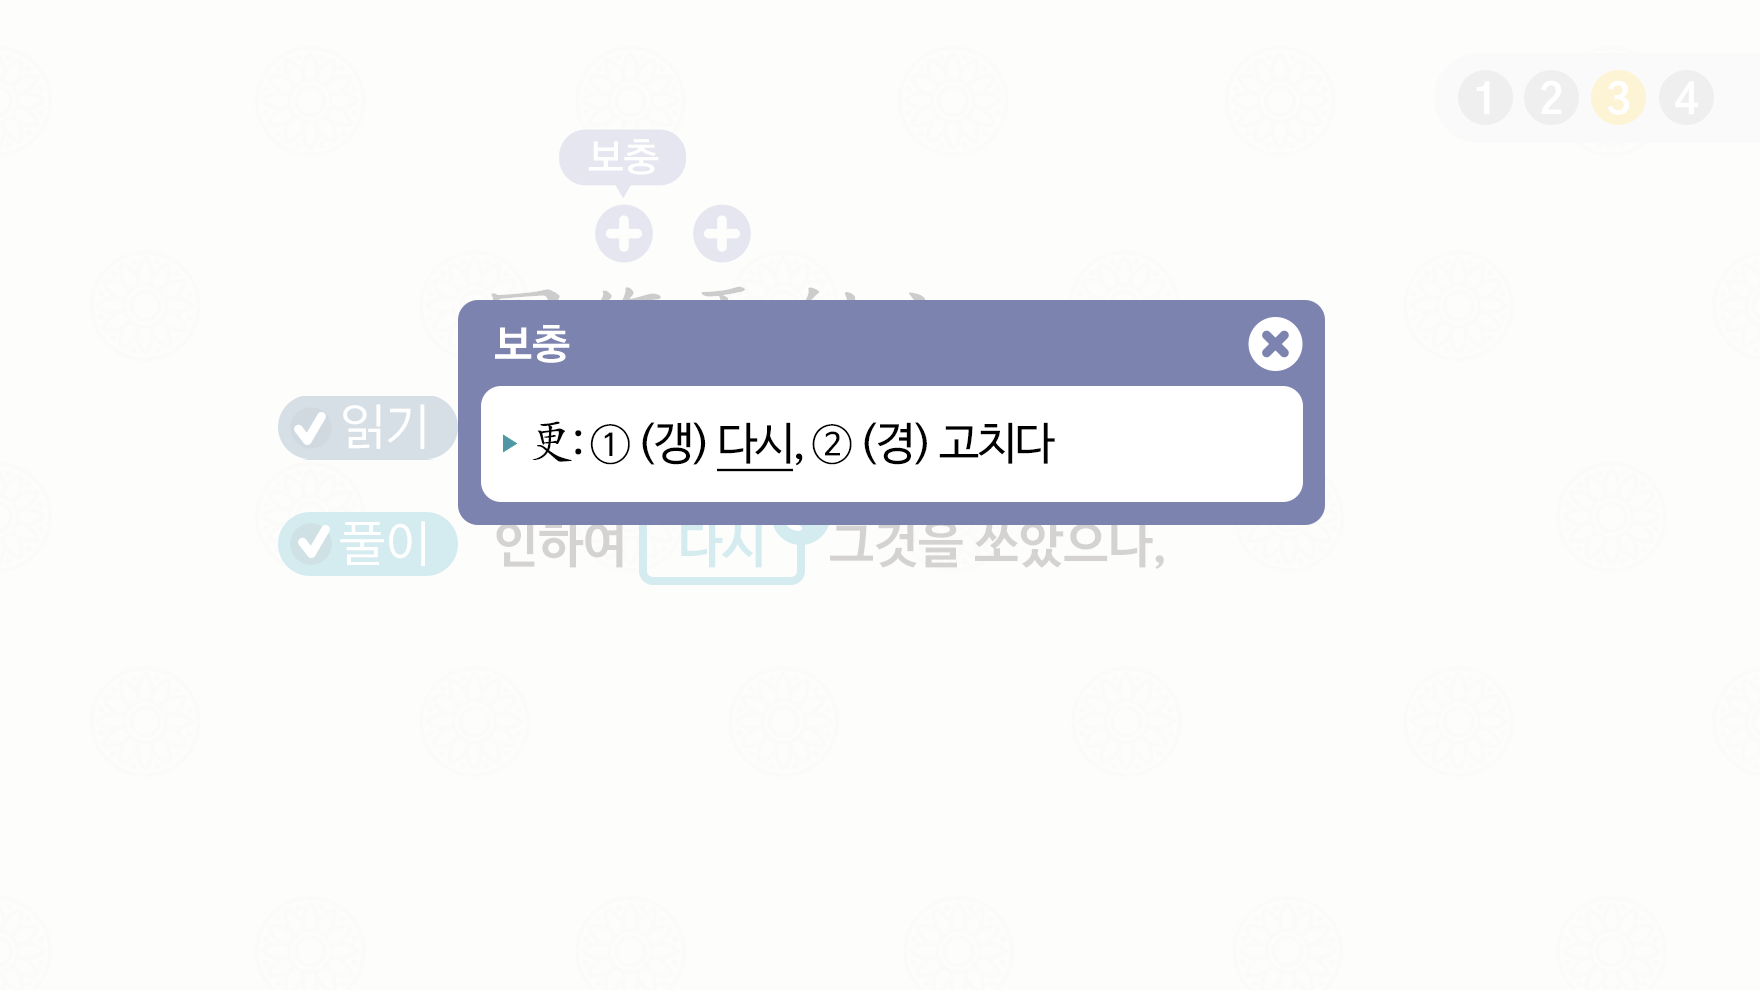 1 2 3 4
보충
보충
更: ① (갱) 다시, ② (경) 고치다
읽기
풀이
인하여 다시 그것을 쏘았으나,